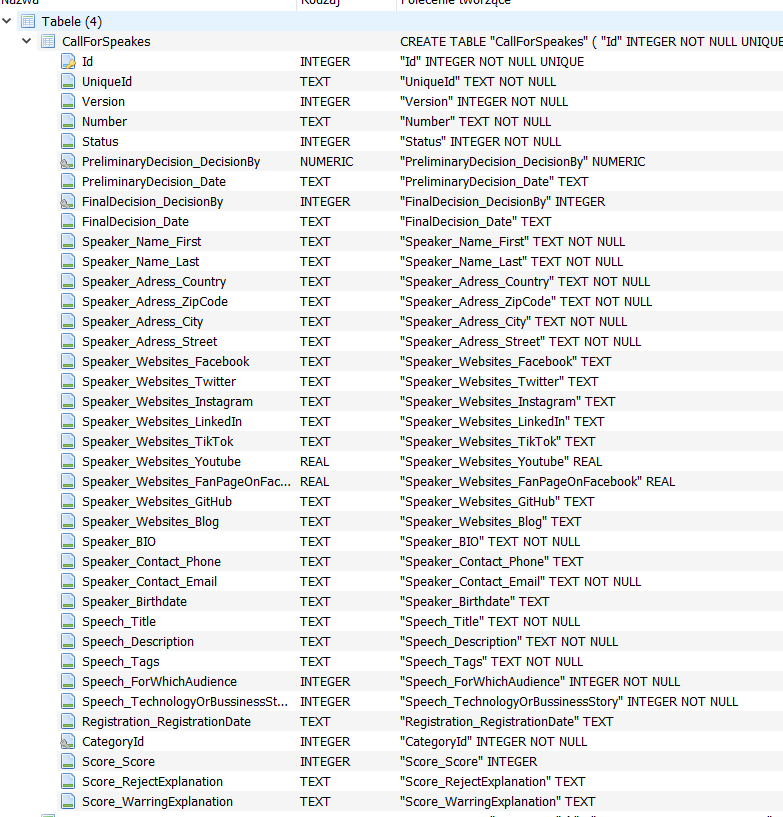 Nazwa Rodzaj Polecenie tworzące
Tabele (4)
CallForSpeakes CREATE TABLE "CallForSpeakes" ( "Id" INTEGER NOT NULL UNIQUE
Id INTEGER "Id" INTEGER NOT NULL UNIQUE
UniqueId TEXT "UniqueId" TEXT NOT NULL
Version INTEGER "Version" INTEGER NOT NULL
Number TEXT "Number" TEXT NOT NULL
Status INTEGER "Status" INTEGER NOT NULL
PreliminaryDecision_DecisionBy NUMERIC "PreliminaryDecision_DecisionBy" NUMERIC
PreliminaryDecision_Date TEXT "PreliminaryDecision_Date" TEXT
FinalDecision_DecisionBy INTEGER "FinalDecision_DecisionBy" INTEGER
FinalDecision_Date TEXT "FinalDecision_Date" TEXT
Speaker_Name_First TEXT "Speaker_Name_First" TEXT NOT NULL
Speaker_Name_Last TEXT "Speaker_Name_Last" TEXT NOT NULL
Speaker_Adress_Country TEXT "Speaker_Adress_Country" TEXT NOT NULL
Speaker_Adress_ZipCode TEXT "Speaker_Adress_ZipCode" TEXT NOT NULL
Speaker_Adress_City TEXT "Speaker_Adress_City" TEXT NOT NULL
Speaker_Adress_Street TEXT "Speaker_Adress_Street" TEXT NOT NULL
Speaker_Websites_Facebook TEXT "Speaker_Websites_Facebook" TEXT
Speaker_Websites_Twitter TEXT "Speaker_Websites_Twitter" TEXT
Speaker_Websites_Instagram TEXT "Speaker_Websites_Instagram" TEXT
Speaker_Websites_LinkedIn TEXT "Speaker_Websites_LinkedIn" TEXT
Speaker_Websites_TikTok TEXT "Speaker_Websites_TikTok" TEXT
Speaker_Websites_Youtube REAL "Speaker_Websites_Youtube" REAL
Speaker_Websites_FanPageOnFac... REAL "Speaker_Websites_FanPageOnFacebook" REAL
Speaker_Websites_GitHub TEXT "Speaker_Websites_GitHub" TEXT
Speaker_Websites_Blog TEXT "Speaker_Websites_Blog" TEXT
Speaker_BIO TEXT "Speaker_BIO" TEXT NOT NULL
Speaker_Contact_Phone TEXT "Speaker_Contact_Phone" TEXT
Speaker_Contact_Email TEXT "Speaker_Contact_Email" TEXT NOT NULL
Speaker_Birthdate TEXT "Speaker_Birthdate" TEXT
Speech_Title TEXT "Speech_Title" TEXT NOT NULL
Speech_Description TEXT "Speech_Description" TEXT NOT NULL
Speech_Tags TEXT "Speech_Tags" TEXT NOT NULL
Speech_ForWhichAudience INTEGER "Speech_ForWhichAudience" INTEGER NOT NULL
Speech_TechnologyOrBussinessSt... INTEGER "Speech_TechnologyOrBussinessStory" INTEGER NOT NULL
Registration_RegistrationDate TEXT "Registration_RegistrationDate" TEXT
CategoryId INTEGER "CategoryId" INTEGER NOT NULL
Score_Score INTEGER "Score_Score" INTEGER
Score_RejectExplanation TEXT "Score_RejectExplanation" TEXT
Score_WarringExplanation TEXT "Score_WarringExplanation" TEXT